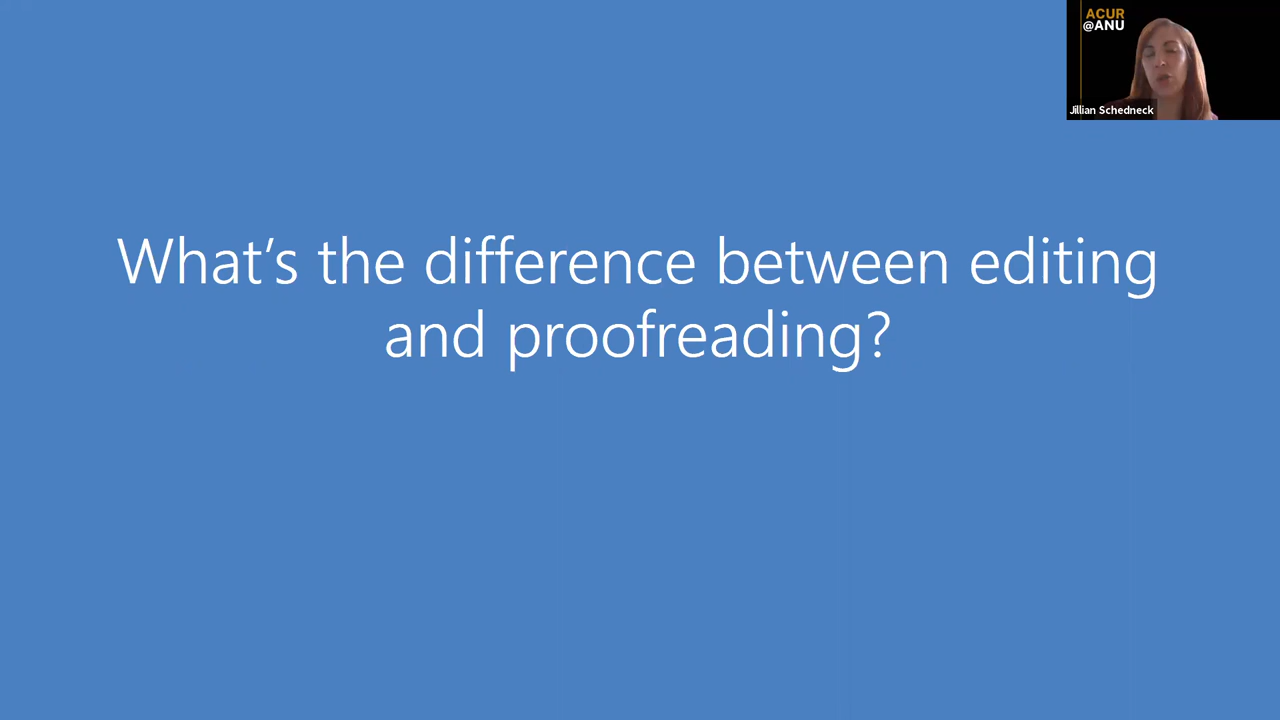 ACUR
@ANU
Jillian Schedneck
What's the difference between editing
and proofreading?